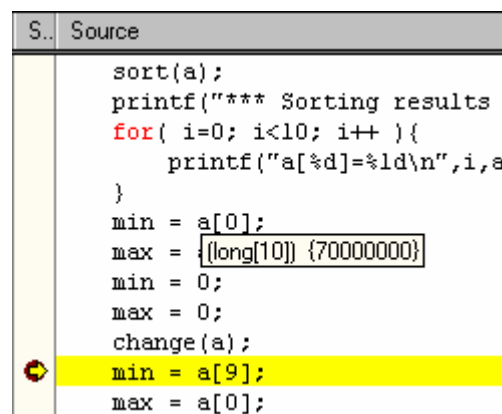 S.. Source
sort(a);
printf("*** Sorting results
for( i=0; i<10; i++ ){
printf("a[%d]=%ld\n",i,a
}
min = a[0];
max =
(long[10]) {70000000}
min = 0;
max = 0;
change(a);
min = a[9];
max = a[0];